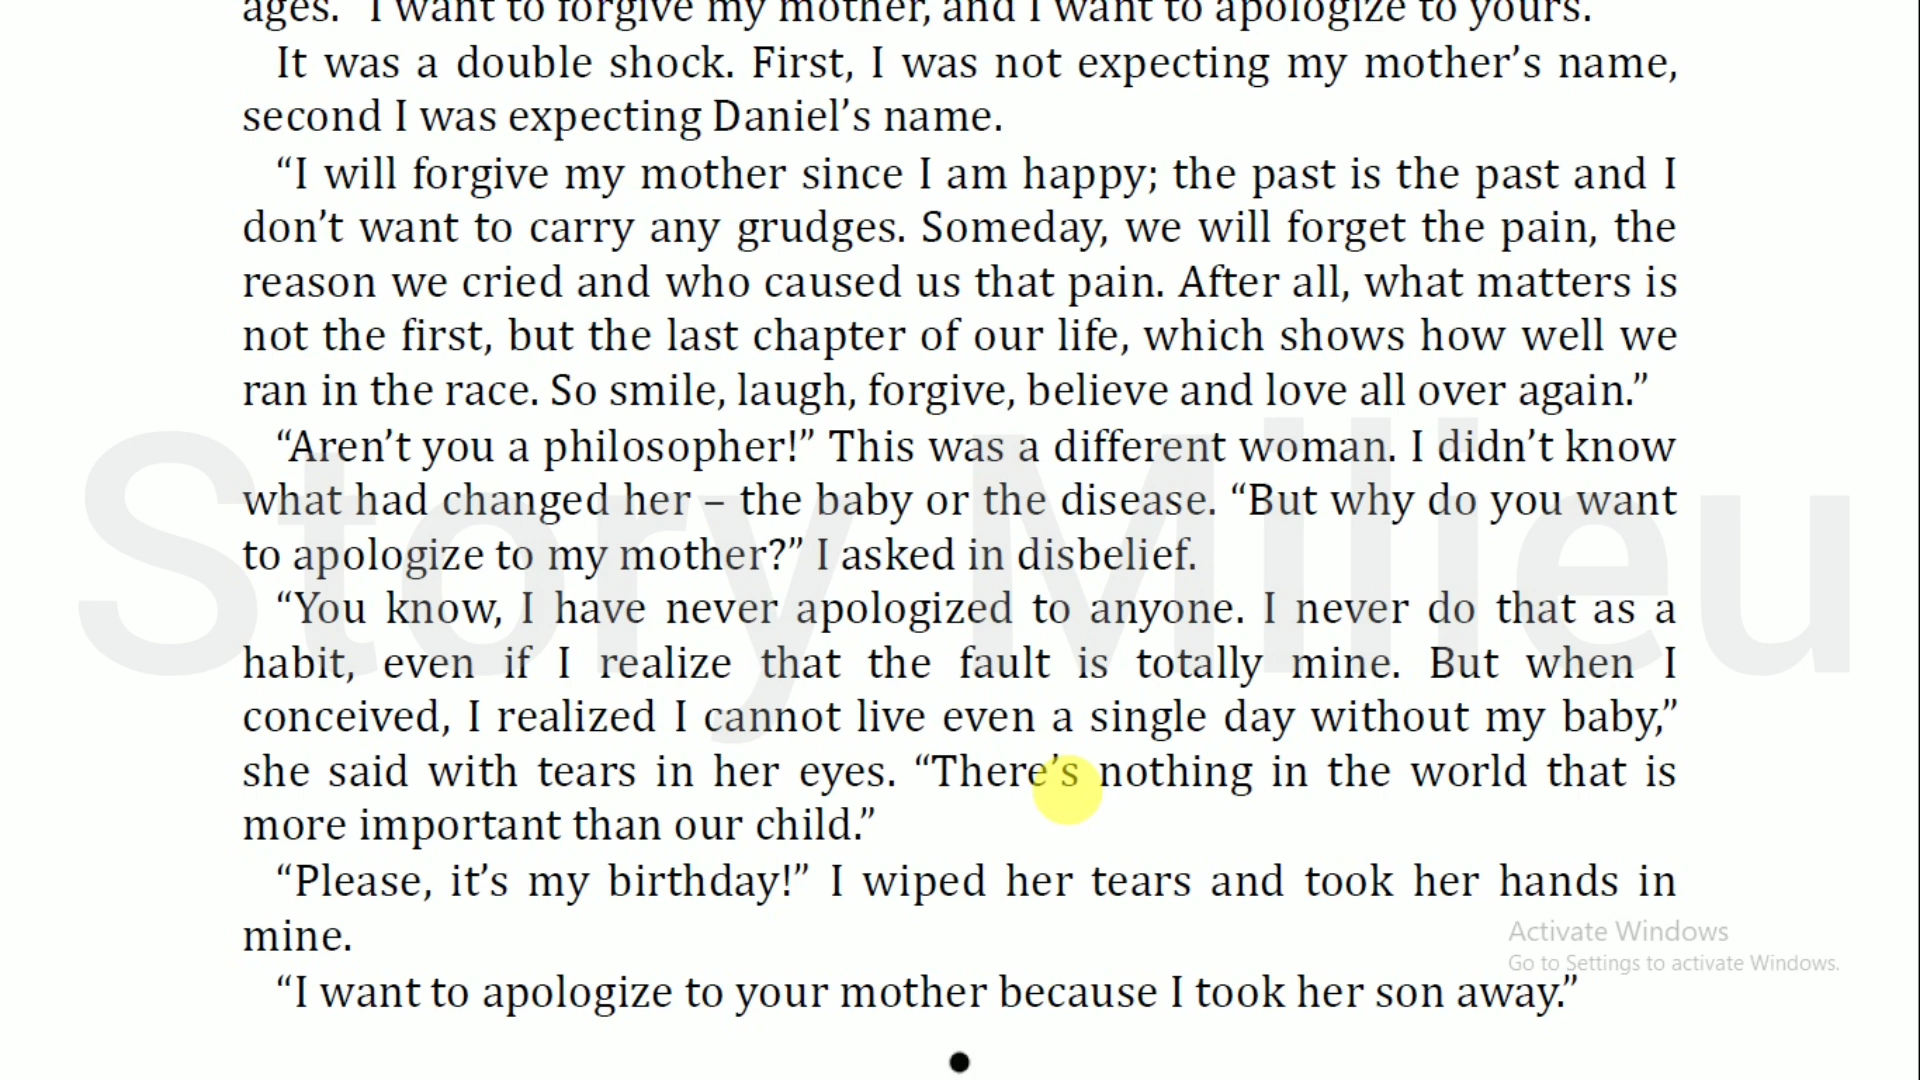 ages. "I want to forgive my mother, and I want to apologize to yours.
It was a double shock. First, I was not expecting my mother’s name,
second I was expecting Daniel’s name.
“I will forgive my mother since I am happy; the past is the past and I
don’t want to carry any grudges. Someday, we will forget the pain, the
reason we cried and who caused us that pain. After all, what matters is
not the first, but the last chapter of our life, which shows how well we
ran in the race. So smile, laugh, forgive, believe and love all over again.”
“Aren’t you a philosopher!” This was a different woman. I didn’t know
what had changed her – the baby or the disease. “But why do you want
to apologize to my mother?” I asked in disbelief.
“You know, I have never apologized to anyone. I never do that as a
habit, even if I realize that the fault is totally mine. But when I
conceived, I realized I cannot live even a single day without my baby,”
she said with tears in her eyes. “There’s nothing in the world that is
more important than our child.”
“Please, it’s my birthday!” I wiped her tears and took her hands in
mine.
“I want to apologize to your mother because I took her son away.”
Story Milieu
Activate Windows
Go to Settings to activate Windows.